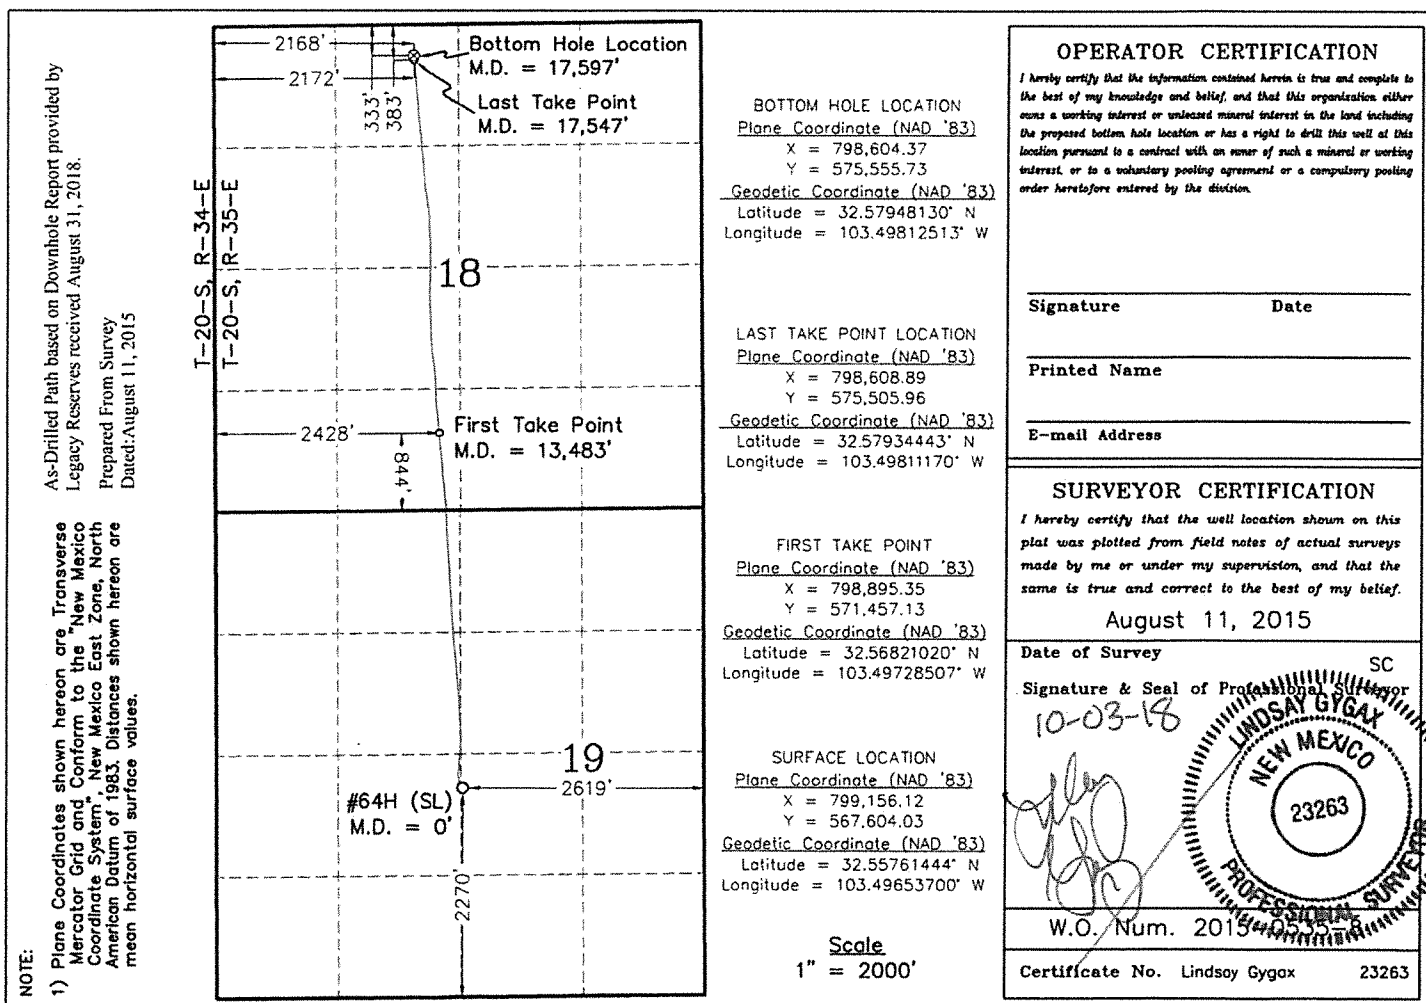 As-Drilled Path based on Downhole Report provided by
Legacy Reserves received August 31, 2018.
Prepared From Survey
Dated:August 11, 2015
NOTE:
1) Plane Coordinates shown hereon are Transverse
Mercator Grid and Conform to the "New Mexico
Coordinate System", New Mexico East Zone, North
American Datum of 1983. Distances shown hereon are
mean horizontal surface values.
T-20-S, R-34-E
T-20-S, R-35-E
2168'
2172'
333'
383'
Bottom Hole Location
M.D. = 17,597'
Last Take Point
M.D. = 17,547'
18
2428'
First Take Point
M.D. = 13,483'
844'
19
#64H (SL)
M.D. = 0'
2619'
2270'
BOTTOM HOLE LOCATION
Plane Coordinate (NAD '83)
X = 798,604.37
Y = 575,555.73
Geodetic Coordinate (NAD '83)
Latitude = 32.57948130° N
Longitude = 103.49812513° W
LAST TAKE POINT LOCATION
Plane Coordinate (NAD '83)
X = 798,608.89
Y = 575,505.96
Geodetic Coordinate (NAD '83)
Latitude = 32.57934443° N
Longitude = 103.49811170° W
FIRST TAKE POINT
Plane Coordinate (NAD '83)
X = 798,895.35
Y = 571,457.13
Geodetic Coordinate (NAD '83)
Latitude = 32.56821020° N
Longitude = 103.49728507° W
SURFACE LOCATION
Plane Coordinate (NAD '83)
X = 799,156.12
Y = 567,604.03
Geodetic Coordinate (NAD '83)
Latitude = 32.55761444° N
Longitude = 103.49653700° W
Scale
1" = 2000'
OPERATOR CERTIFICATION
I hereby certify that the information contained herein is true and complete to
the best of my knowledge and belief, and that this organization either
owns a working interest or unleased mineral interest in the land including
the proposed bottom hole location or has a right to drill this well at this
location pursuant to a contract with an owner of such a mineral or working
interest, or to a voluntary pooling agreement or a compulsory pooling
order heretofore entered by the division.
Signature Date
Printed Name
E-mail Address
SURVEYOR CERTIFICATION
I hereby certify that the well location shown on this
plat was plotted from field notes of actual surveys
made by me or under my supervision, and that the
same is true and correct to the best of my belief.
August 11, 2015
Date of Survey
SC
Signature & Seal of Professional Surveyor
10-03-18
LINDSAY GYGAX
NEW MEXICO
23263
PROFESSIONAL SURVEYOR
W.O. Num. 2015-0535-8
Certificate No. Lindsay Gygax 23263